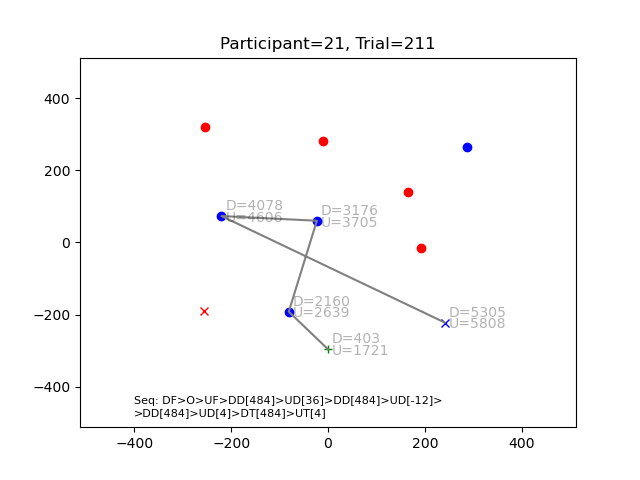 Participant=21, Trial=211
400
200
0
−200
−400
−400
−200
0
200
400
D=4078
U=4606
D=3176
U=3705
D=2160
U=2639
D=5305
U=5808
D=403
U=1721
Seq: DF>O>UF>DD[484]>UD[36]>DD[484]>UD[-12]>
>DD[484]>UD[4]>DT[484]>UT[4]